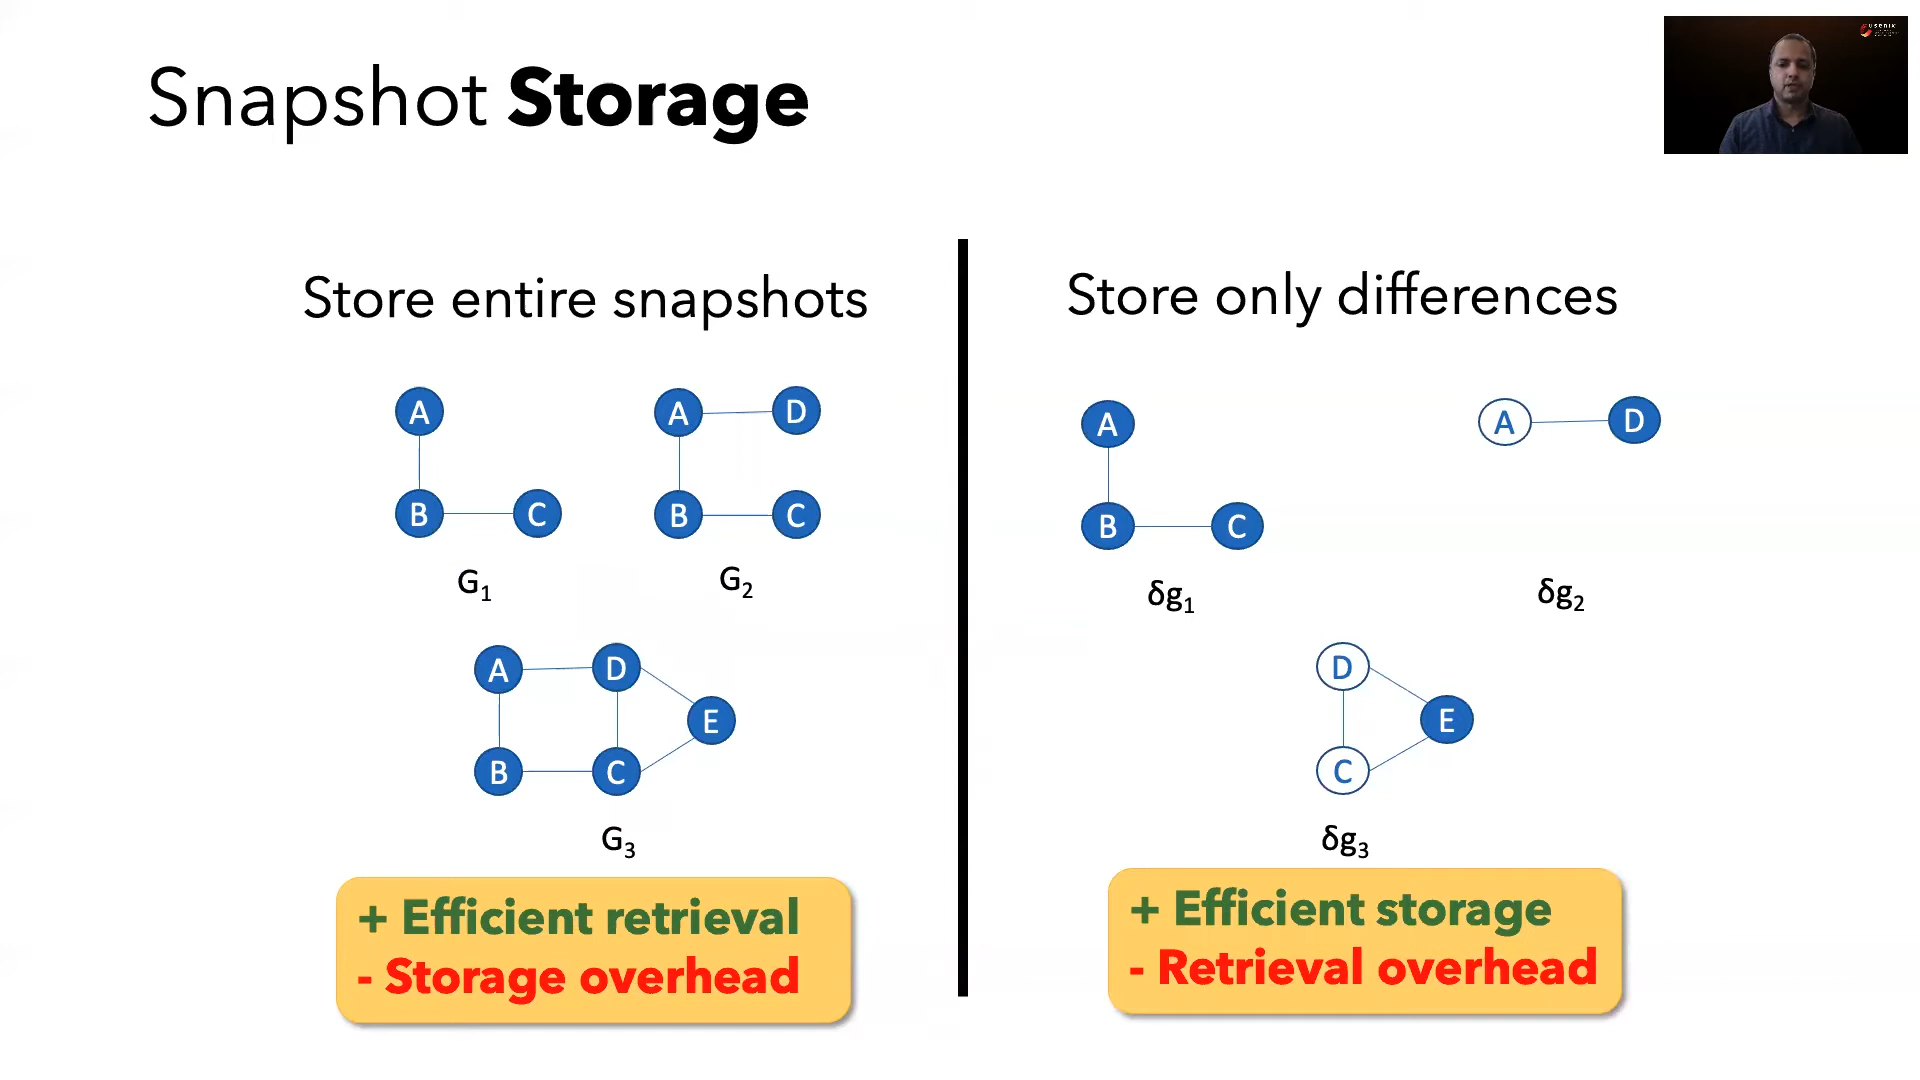 Snapshot Storage
USENIX
Store entire snapshots
A
B
C
G1
A
D
B
C
G2
A
D
E
B
C
G3
+ Efficient retrieval
- Storage overhead
Store only differences
A
B
C
δg1
A
D
δg2
D
E
C
δg3
+ Efficient storage
- Retrieval overhead